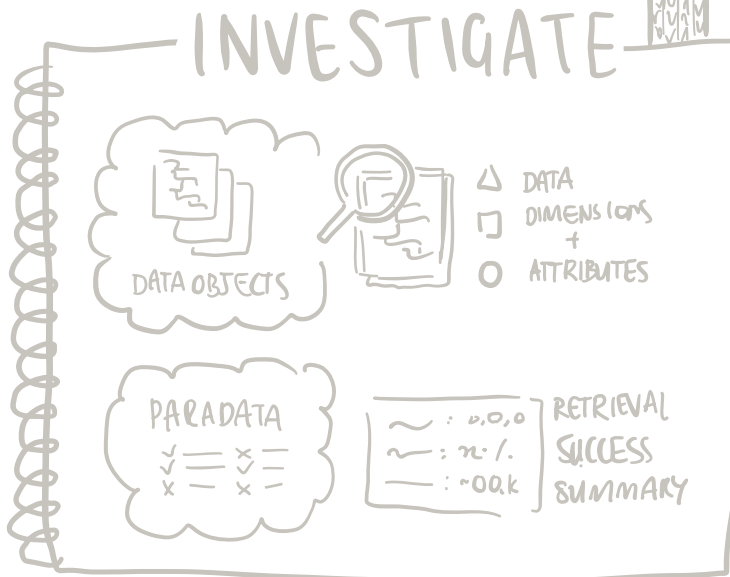 INVESTIGATE
DATA OBJECTS
DATA
DIMENSIONS
+
ATTRIBUTES
PARADATA
RETRIEVAL
SUCCESS
SUMMARY